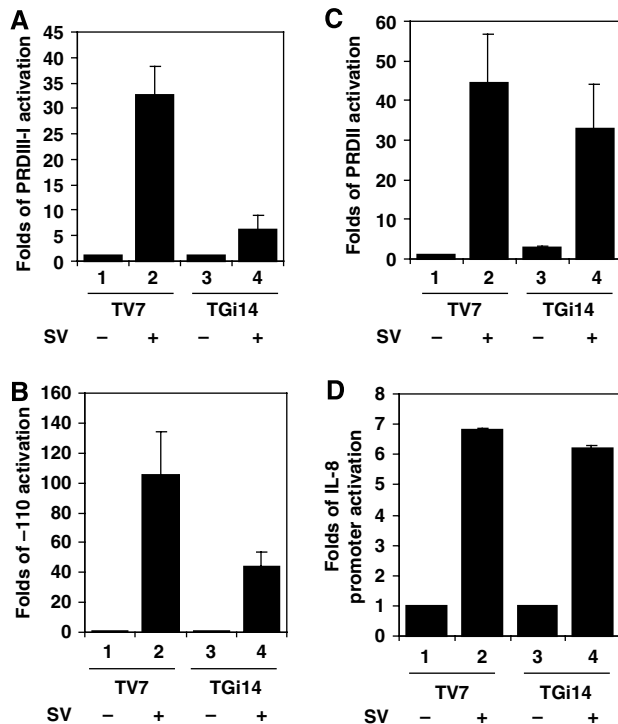 A
Folds of PRDIII-I activation
45
40
35
30
25
20
15
10
5
0
1 2 3 4
TV7 TGi14
SV – + – +
C
Folds of PRDII activation
60
50
40
30
20
10
0
1 2 3 4
TV7 TGi14
SV – + – +
B
Folds of –110 activation
160
140
120
100
80
60
40
20
0
1 2 3 4
TV7 TGi14
SV – + – +
D
Folds of IL-8
promoter activation
8
7
6
5
4
3
2
1
0
1 2 3 4
TV7 TGi14
SV – + – +